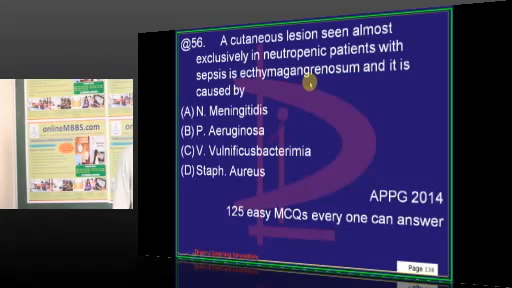 @56. A cutaneous lesion seen almost
exclusively in neutropenic patients with
sepsis is ecthymagangrenosum and it is
caused by
(A) N. Meningitidis
(B) P. Aeruginosa
(C) V. Vulnificusbacterimia
(D) Staph. Aureus
APPG 2014
125 easy MCQs every one can answer
onlineMBBS.com
Page